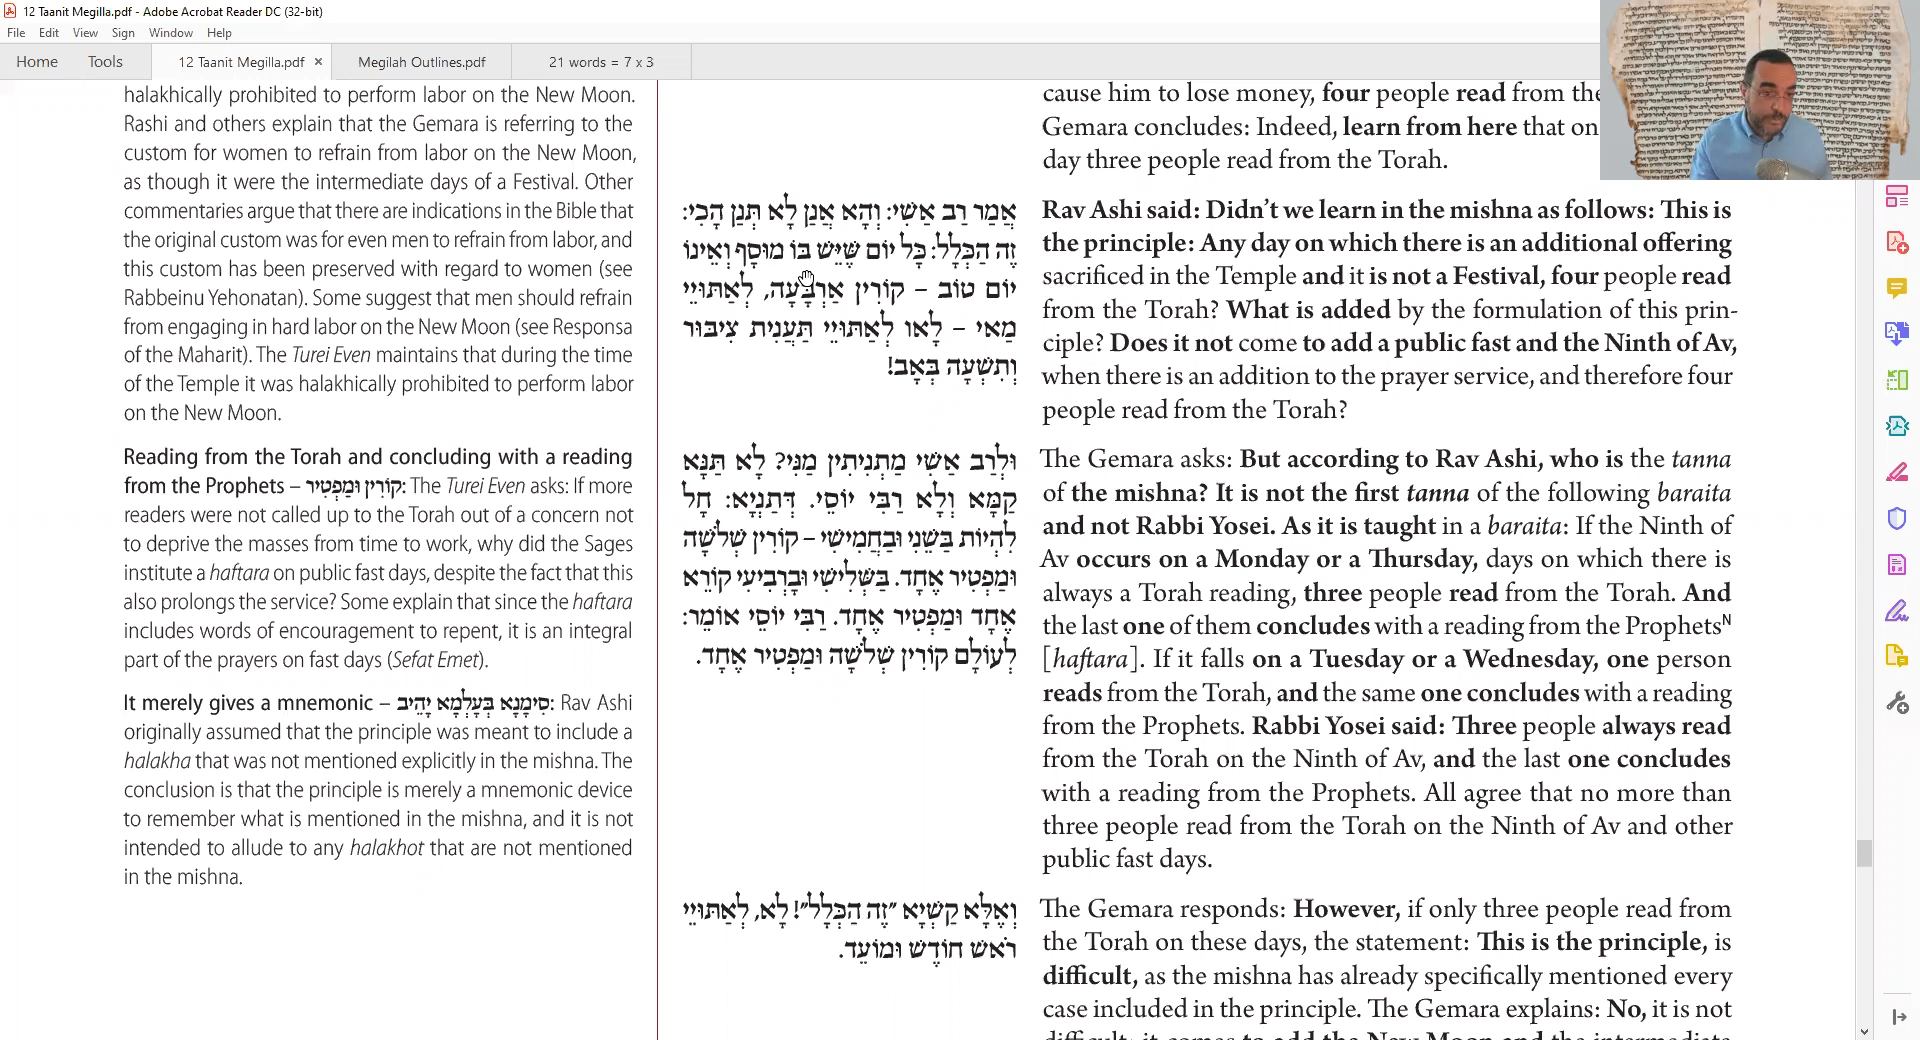 12 Taanit Megilla.pdf - Adobe Acrobat Reader DC (32-bit)
File Edit View Sign Window Help
Home Tools 12 Taanit Megilla.pdf × Megilah Outlines.pdf 21 words = 7 x 3
halakhically prohibited to perform labor on the New Moon.
Rashi and others explain that the Gemara is referring to the
custom for women to refrain from labor on the New Moon,
as though it were the intermediate days of a Festival. Other
commentaries argue that there are indications in the Bible that
the original custom was for even men to refrain from labor, and
this custom has been preserved with regard to women (see
Rabbeinu Yehonatan). Some suggest that men should refrain
from engaging in hard labor on the New Moon (see Responsa
of the Maharit). The Turei Even maintains that during the time
of the Temple it was halakhically prohibited to perform labor
on the New Moon.
Reading from the Torah and concluding with a reading
from the Prophets – קוֹרִין וּמַפְטִיר: The Turei Even asks: If more
readers were not called up to the Torah out of a concern not
to deprive the masses from time to work, why did the Sages
institute a haftara on public fast days, despite the fact that this
also prolongs the service? Some explain that since the haftara
includes words of encouragement to repent, it is an integral
part of the prayers on fast days (Sefat Emet).
It merely gives a mnemonic – סִימָנָא בְּעָלְמָא יָהֵיב: Rav Ashi
originally assumed that the principle was meant to include a
halakha that was not mentioned explicitly in the mishna. The
conclusion is that the principle is merely a mnemonic device
to remember what is mentioned in the mishna, and it is not
intended to allude to any halakhot that are not mentioned
in the mishna.
אֲמַר רַב אַשִׁי: וְהָא אֲנַן לָא תְּנַן הָכִי:
זֶה הַכְּלָל: כׇּל יוֹם שֶׁיֵּשׁ בּוֹ מוּסָף וְאֵינוֹ
יוֹם טוֹב – קוֹרִין אַרְבָּעָה, לְאַתּוֹיֵי
מַאי – לָאו לְאַתּוֹיֵי תַּעֲנִית צִיבּוּר
וְתִשְׁעָה בְּאָב!
וּלְרַב אַשִׁי מַתְנִיתִין מַנִּי? לָא תַּנָּא
קַמָּא וְלָא רַבִּי יוֹסֵי. דְּתַנְיָא: חָל
לִהְיוֹת בַּשֵּׁנִי וּבַחֲמִישִׁי – קוֹרִין שְׁלֹשָׁה
וּמַפְטִיר אֶחָד. בַּשְּׁלִישִׁי וּבָרְבִיעִי קוֹרֵא
אֶחָד וּמַפְטִיר אֶחָד. רַבִּי יוֹסֵי אוֹמֵר:
לְעוֹלָם קוֹרִין שְׁלֹשָׁה וּמַפְטִיר אֶחָד.
וְאֶלָּא קַשְׁיָא ״זֶה הַכְּלָל״! לָא, לְאַתּוֹיֵי
רֹאשׁ חוֹדֶשׁ וּמוֹעֵד.
cause him to lose money, four people read from the
Gemara concludes: Indeed, learn from here that on
day three people read from the Torah.
Rav Ashi said: Didn't we learn in the mishna as follows: This is
the principle: Any day on which there is an additional offering
sacrificed in the Temple and it is not a Festival, four people read
from the Torah? What is added by the formulation of this prin-
ciple? Does it not come to add a public fast and the Ninth of Av,
when there is an addition to the prayer service, and therefore four
people read from the Torah?
The Gemara asks: But according to Rav Ashi, who is the tanna
of the mishna? It is not the first tanna of the following baraita
and not Rabbi Yosei. As it is taught in a baraita: If the Ninth of
Av occurs on a Monday or a Thursday, days on which there is
always a Torah reading, three people read from the Torah. And
the last one of them concludes with a reading from the Prophetsᴺ
[haftara]. If it falls on a Tuesday or a Wednesday, one person
reads from the Torah, and the same one concludes with a reading
from the Prophets. Rabbi Yosei said: Three people always read
from the Torah on the Ninth of Av, and the last one concludes
with a reading from the Prophets. All agree that no more than
three people read from the Torah on the Ninth of Av and other
public fast days.
The Gemara responds: However, if only three people read from
the Torah on these days, the statement: This is the principle, is
difficult, as the mishna has already specifically mentioned every
case included in the principle. The Gemara explains: No, it is not
difficult; it comes to add the New Moon and the intermediate